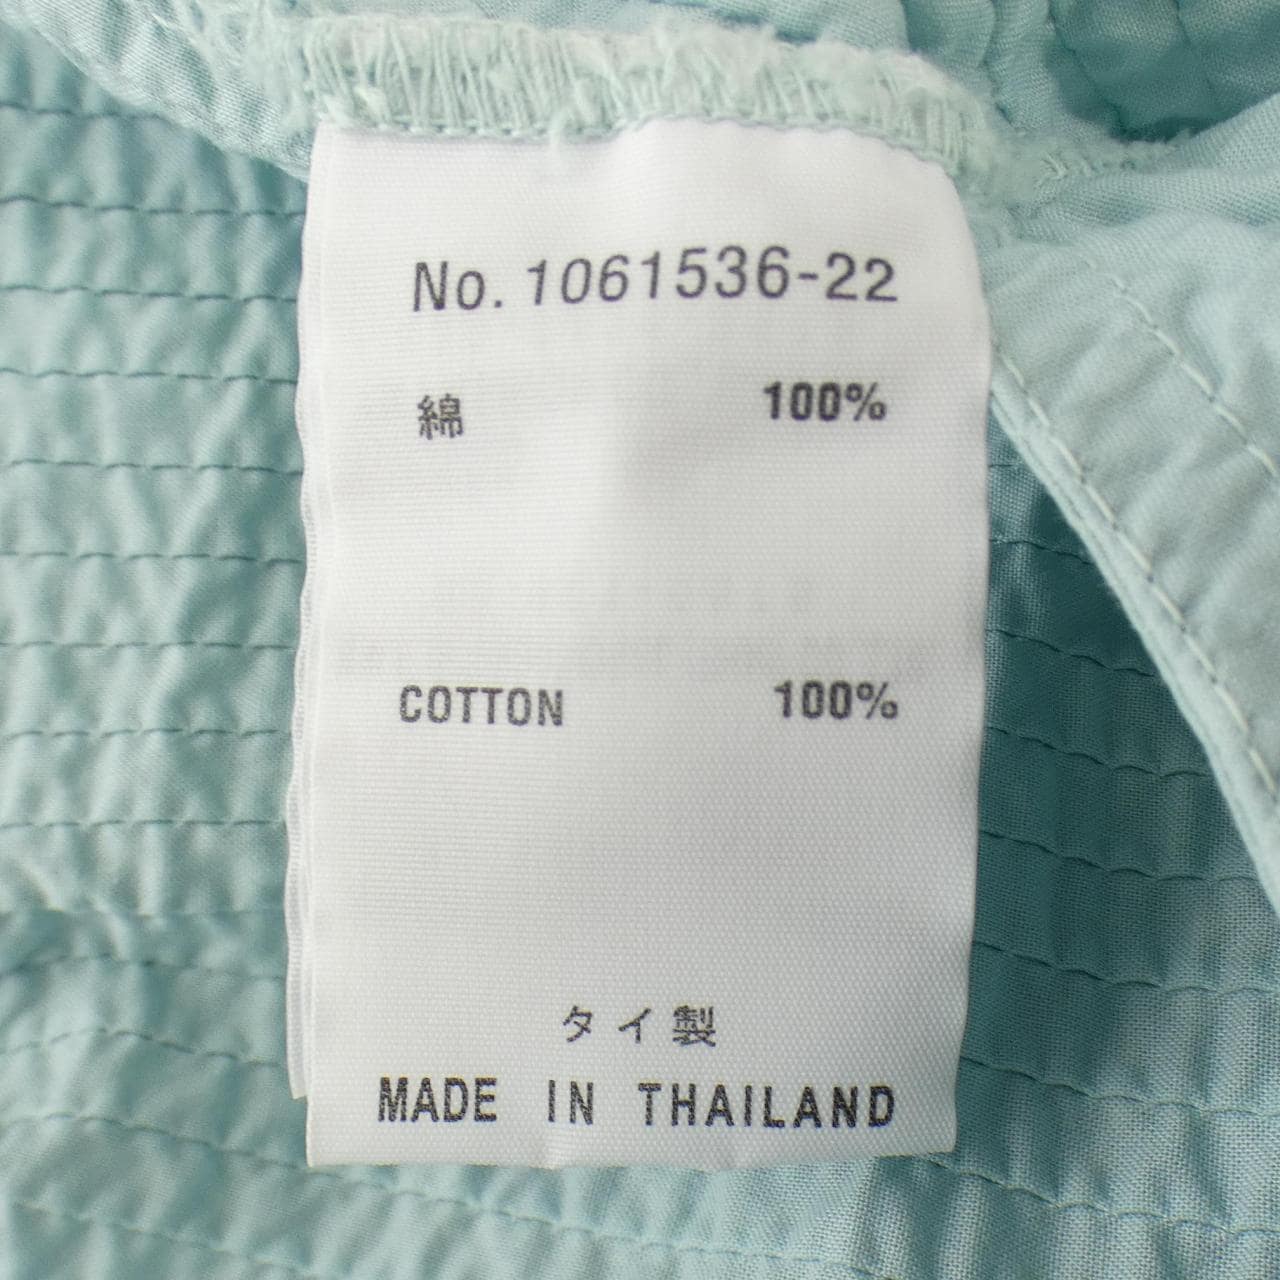 No. 1061536-22
綿 100%
COTTON 100%
タイ製
MADE IN THAILAND